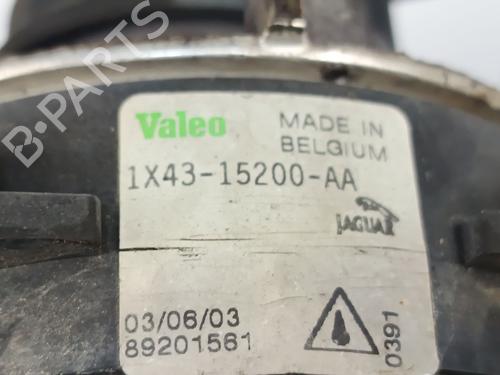 B-PARTS
Valeo
MADE IN
BELGIUM
1X43-15200-AA
JAGUAR
03/06/03
89201561
0391